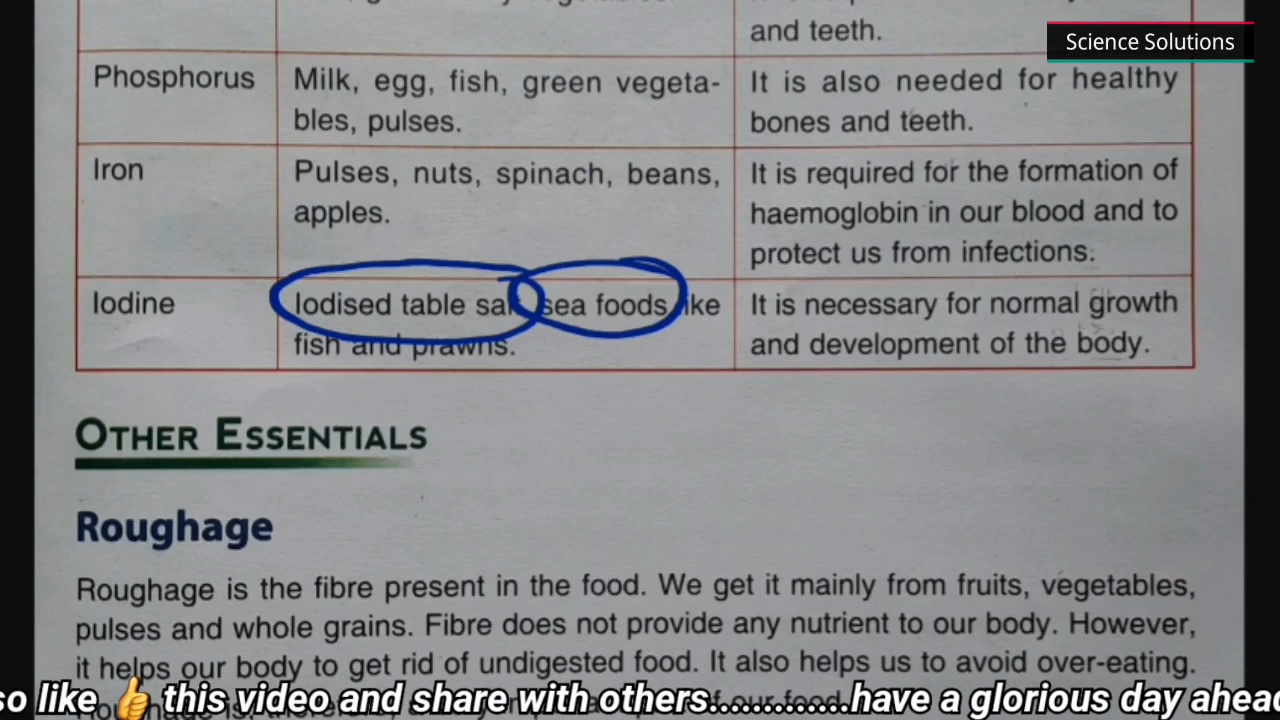 and teeth.
Science Solutions
Phosphorus
Milk, egg, fish, green vegeta-
bles, pulses.
It is also needed for healthy
bones and teeth.
Iron
Pulses, nuts, spinach, beans,
apples.
It is required for the formation of
haemoglobin in our blood and to
protect us from infections.
Iodine
Iodised table salt, sea foods like
fish and prawns.
It is necessary for normal growth
and development of the body.
OTHER ESSENTIALS
Roughage
Roughage is the fibre present in the food. We get it mainly from fruits, vegetables,
pulses and whole grains. Fibre does not provide any nutrient to our body. However,
it helps our body to get rid of undigested food. It also helps us to avoid over-eating.
like 👍 this video and share with others.............have a glorious day ahead